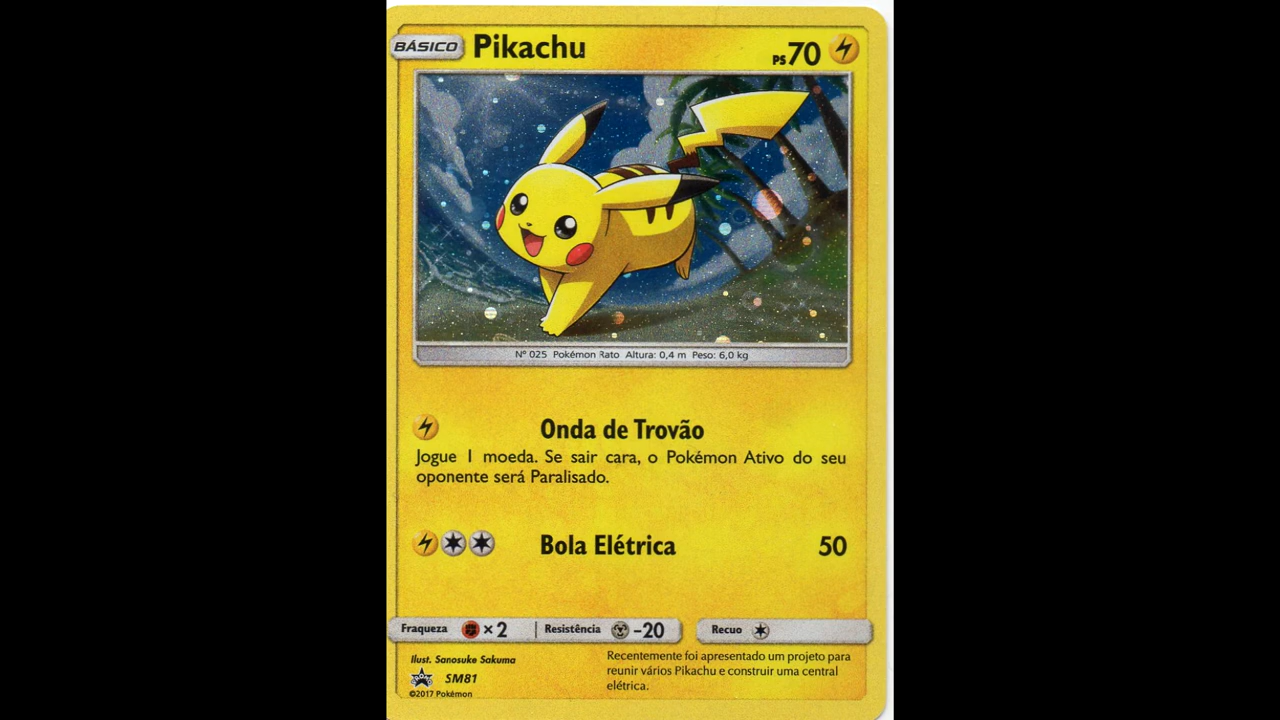 BÁSICO Pikachu PS70
Nº 025 Pokémon Rato Altura: 0,4 m Peso: 6,0 kg
Onda de Trovão
Jogue 1 moeda. Se sair cara, o Pokémon Ativo do seu
oponente será Paralisado.
Bola Elétrica 50
Fraqueza ×2 Resistência -20 Recuo
Ilust. Sanosuke Sakuma
SM81
©2017 Pokémon
Recentemente foi apresentado um projeto para
reunir vários Pikachu e construir uma central
elétrica.